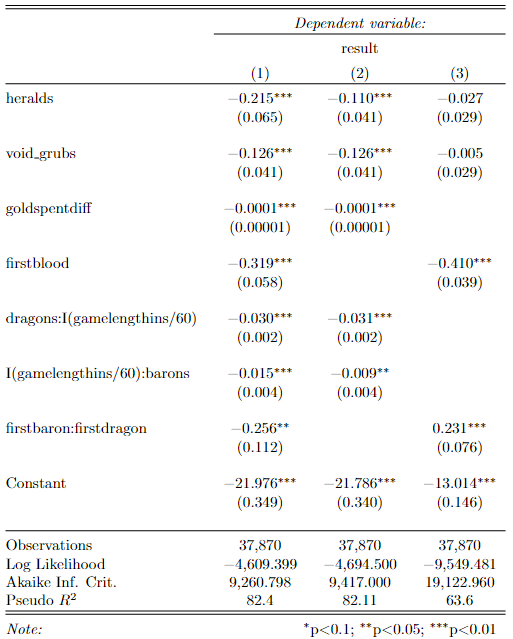 Dependent variable:
result
(1) (2) (3)
heralds −0.215*** −0.110*** −0.027
(0.065) (0.041) (0.029)
void_grubs −0.126*** −0.126*** −0.005
(0.041) (0.041) (0.029)
goldspentdiff −0.0001*** −0.0001***
(0.00001) (0.00001)
firstblood −0.319*** −0.410***
(0.058) (0.039)
dragons:I(gamelengthins/60) −0.030*** −0.031***
(0.002) (0.002)
I(gamelengthins/60):barons −0.015*** −0.009**
(0.004) (0.004)
firstbaron:firstdragon −0.256** 0.231***
(0.112) (0.076)
Constant −21.976*** −21.786*** −13.014***
(0.349) (0.340) (0.146)
Observations 37,870 37,870 37,870
Log Likelihood −4,609.399 −4,694.500 −9,549.481
Akaike Inf. Crit. 9,260.798 9,417.000 19,122.960
Pseudo R² 82.4 82.11 63.6
Note: *p<0.1; **p<0.05; ***p<0.01